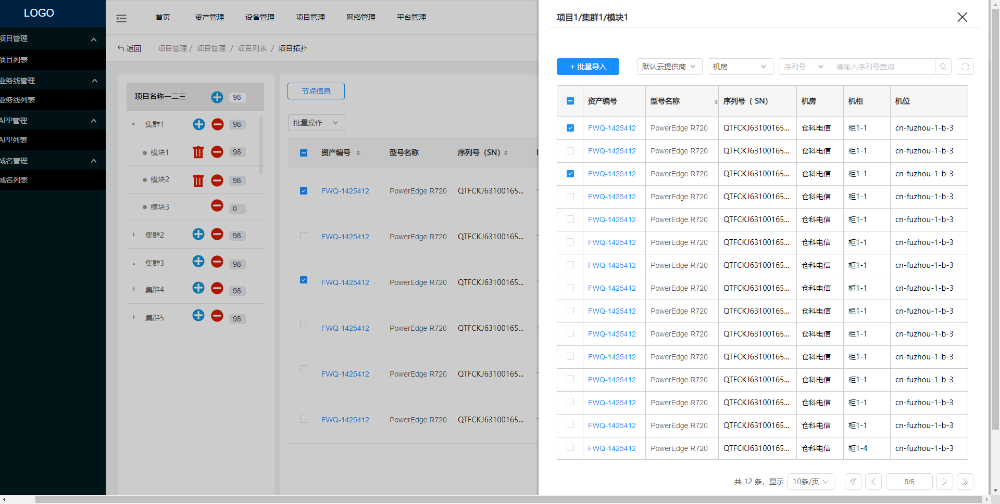 LOGO
项目管理
项目列表
业务线管理
业务线列表
APP管理
APP列表
域名管理
域名列表
首页 资产管理 设备管理 项目管理 网络管理 平台管理
返回 项目管理 / 项目管理 / 项目列表 / 项目拓扑
项目名称一二三 98
集群1 98
模块1 98
模块2 98
模块3 0
集群2 98
集群3 98
集群4 98
集群5 98
节点信息
批量操作
资产编号 型号名称 序列号（SN）
FWQ-1425412 PowerEdge R720 QTFCKJ63100165...
FWQ-1425412 PowerEdge R720 QTFCKJ63100165...
FWQ-1425412 PowerEdge R720 QTFCKJ63100165...
FWQ-1425412 PowerEdge R720 QTFCKJ63100165...
FWQ-1425412 PowerEdge R720 QTFCKJ63100165...
FWQ-1425412 PowerEdge R720 QTFCKJ63100165...
项目1/集群1/模块1
+ 批量导入 默认云提供商 机房 序列号 请输入序列号查询
资产编号 型号名称 序列号（ SN） 机房 机柜 机位
FWQ-1425412 PowerEdge R720 QTFCKJ63100165... 仓科电信 柜1-1 cn-fuzhou-1-b-3
FWQ-1425412 PowerEdge R720 QTFCKJ63100165... 仓科电信 柜1-1 cn-fuzhou-1-b-3
FWQ-1425412 PowerEdge R720 QTFCKJ63100165... 仓科电信 柜1-1 cn-fuzhou-1-b-3
FWQ-1425412 PowerEdge R720 QTFCKJ63100165... 仓科电信 柜1-1 cn-fuzhou-1-b-3
FWQ-1425412 PowerEdge R720 QTFCKJ63100165... 仓科电信 柜1-1 cn-fuzhou-1-b-3
FWQ-1425412 PowerEdge R720 QTFCKJ63100165... 仓科电信 柜1-1 cn-fuzhou-1-b-3
FWQ-1425412 PowerEdge R720 QTFCKJ63100165... 仓科电信 柜1-1 cn-fuzhou-1-b-3
FWQ-1425412 PowerEdge R720 QTFCKJ63100165... 仓科电信 柜1-1 cn-fuzhou-1-b-3
FWQ-1425412 PowerEdge R720 QTFCKJ63100165... 仓科电信 柜1-1 cn-fuzhou-1-b-3
FWQ-1425412 PowerEdge R720 QTFCKJ63100165... 仓科电信 柜1-1 cn-fuzhou-1-b-3
FWQ-1425412 PowerEdge R720 QTFCKJ63100165... 仓科电信 柜1-1 cn-fuzhou-1-b-3
FWQ-1425412 PowerEdge R720 QTFCKJ63100165... 仓科电信 柜1-1 cn-fuzhou-1-b-3
FWQ-1425412 PowerEdge R720 QTFCKJ63100165... 仓科电信 柜1-1 cn-fuzhou-1-b-3
FWQ-1425412 PowerEdge R720 QTFCKJ63100165... 仓科电信 柜1-1 cn-fuzhou-1-b-3
FWQ-1425412 PowerEdge R720 QTFCKJ63100165... 仓科电信 柜1-4 cn-fuzhou-1-b-3
共 12 条，显示 10条/页 5/6